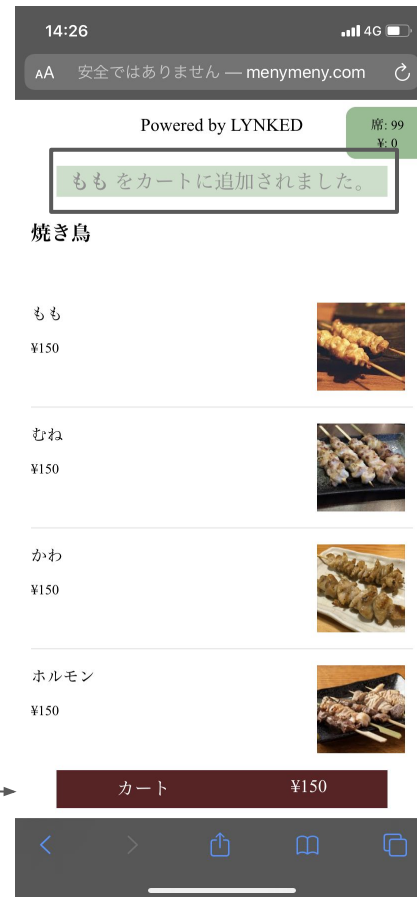 14:26
4G
AA 安全ではありません — menymeny.com
Powered by LYNKED
席: 99
¥: 0
もも をカートに追加されました。
焼き鳥
もも
¥150
むね
¥150
かわ
¥150
ホルモン
¥150
カート ¥150